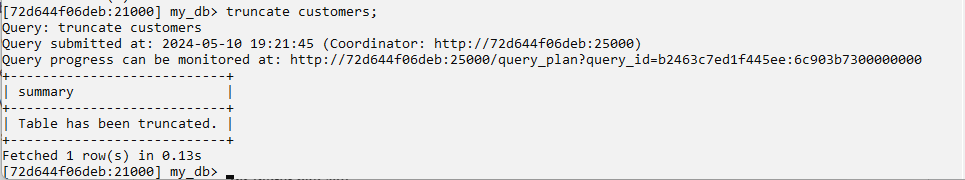 [72d644f06deb:21000] my_db> truncate customers;
Query: truncate customers
Query submitted at: 2024-05-10 19:21:45 (Coordinator: http://72d644f06deb:25000)
Query progress can be monitored at: http://72d644f06deb:25000/query_plan?query_id=b2463c7ed1f445ee:6c903b7300000000
+---------------------------+
| summary                   |
+---------------------------+
| Table has been truncated. |
+---------------------------+
Fetched 1 row(s) in 0.13s
[72d644f06deb:21000] my_db>